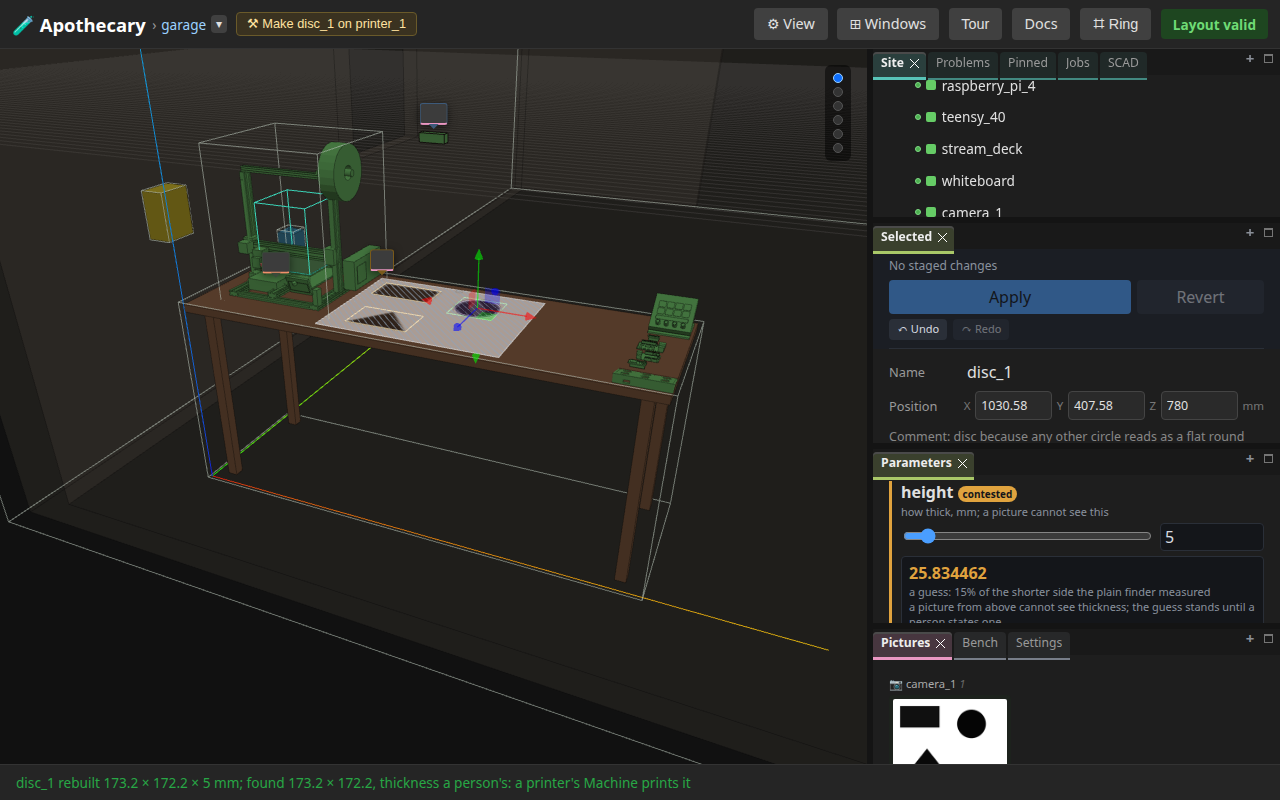 Apothecary › garage ▾ ⚒ Make disc_1 on printer_1 ⚙ View ⊞ Windows Tour Docs ⌗ Ring Layout valid
Site Problems Pinned Jobs SCAD
raspberry_pi_4
teensy_40
stream_deck
whiteboard
camera_1
Selected
No staged changes
Apply Revert
↶ Undo ↷ Redo
Name disc_1
Position X 1030.58 Y 407.58 Z 780 mm
Comment: disc because any other circle reads as a flat round
Parameters
height contested
how thick, mm; a picture cannot see this
5
25.834462
a guess: 15% of the shorter side the plain finder measured
a picture from above cannot see thickness; the guess stands until a
person states one
Pictures Bench Settings
camera_1 1
disc_1 rebuilt 173.2 × 172.2 × 5 mm; found 173.2 × 172.2, thickness a person's: a printer's Machine prints it